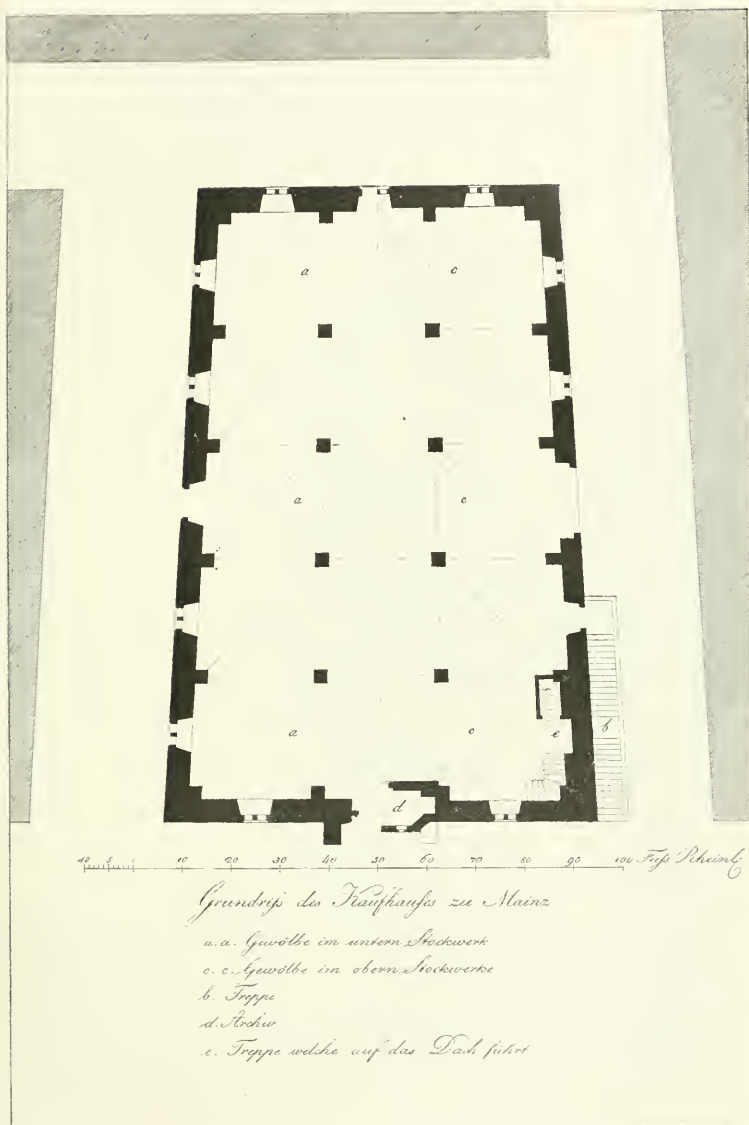 a c
a c
a c
e b
d
10 5 1 10 20 30 40 50 60 70 80 90 100 Fuſs Rheinl:
Grundriſs des Kaufhauſes zu Mainz
a. a. Gewölbe im untern Stockwerk
c. c. Gewölbe im obern Stockwerke
b. Treppe
d. Archiv
e. Treppe welche auf das Dach führt